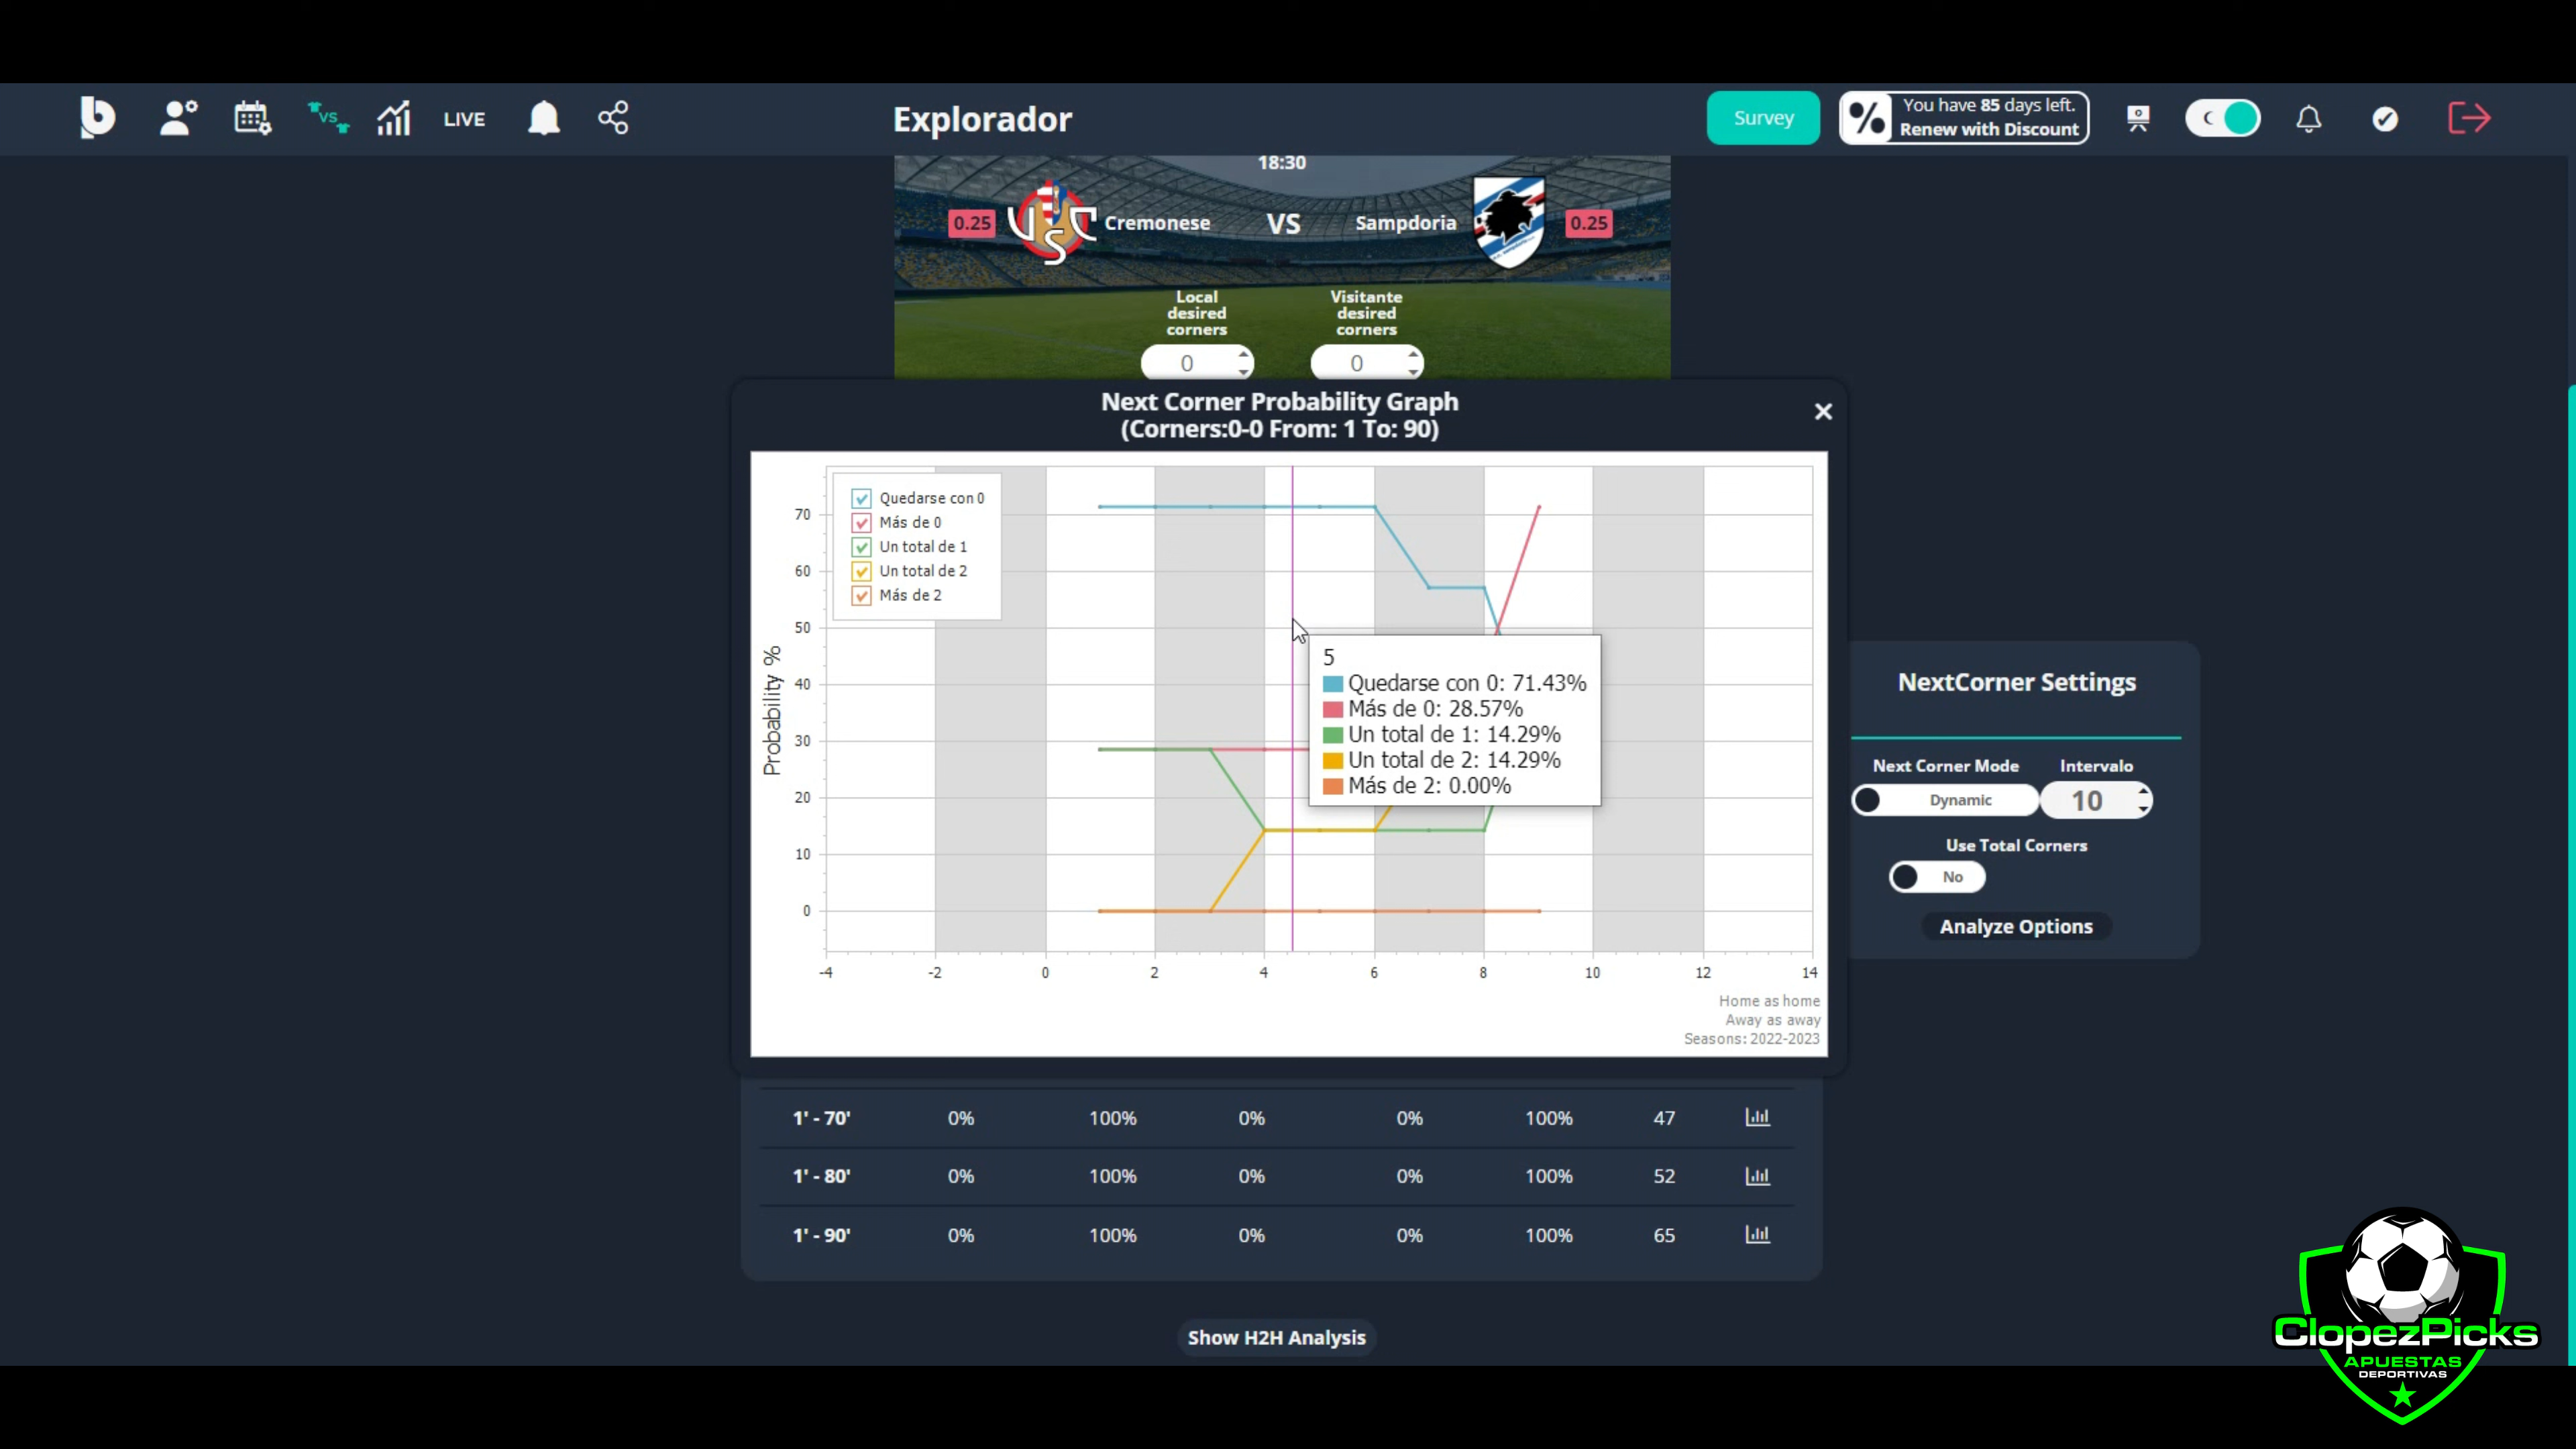 LIVE
Explorador
Survey
%
You have 85 days left.
Renew with Discount
18:30
0.25
Cremonese
VS
Sampdoria
0.25
Local
desired
corners
Visitante
desired
corners
0
0
Next Corner Probability Graph
(Corners:0-0 From: 1 To: 90)
Quedarse con 0
Más de 0
Un total de 1
Un total de 2
Más de 2
Probability %
70
60
50
40
30
20
10
0
5
Quedarse con 0: 71.43%
Más de 0: 28.57%
Un total de 1: 14.29%
Un total de 2: 14.29%
Más de 2: 0.00%
-4 -2 0 2 4 6 8 10 12 14
Home as home
Away as away
Seasons: 2022-2023
NextCorner Settings
Next Corner Mode Intervalo
Dynamic 10
Use Total Corners
No
Analyze Options
1' - 70' 0% 100% 0% 0% 100% 47
1' - 80' 0% 100% 0% 0% 100% 52
1' - 90' 0% 100% 0% 0% 100% 65
Show H2H Analysis
ClopezPicks
APUESTAS
DEPORTIVAS